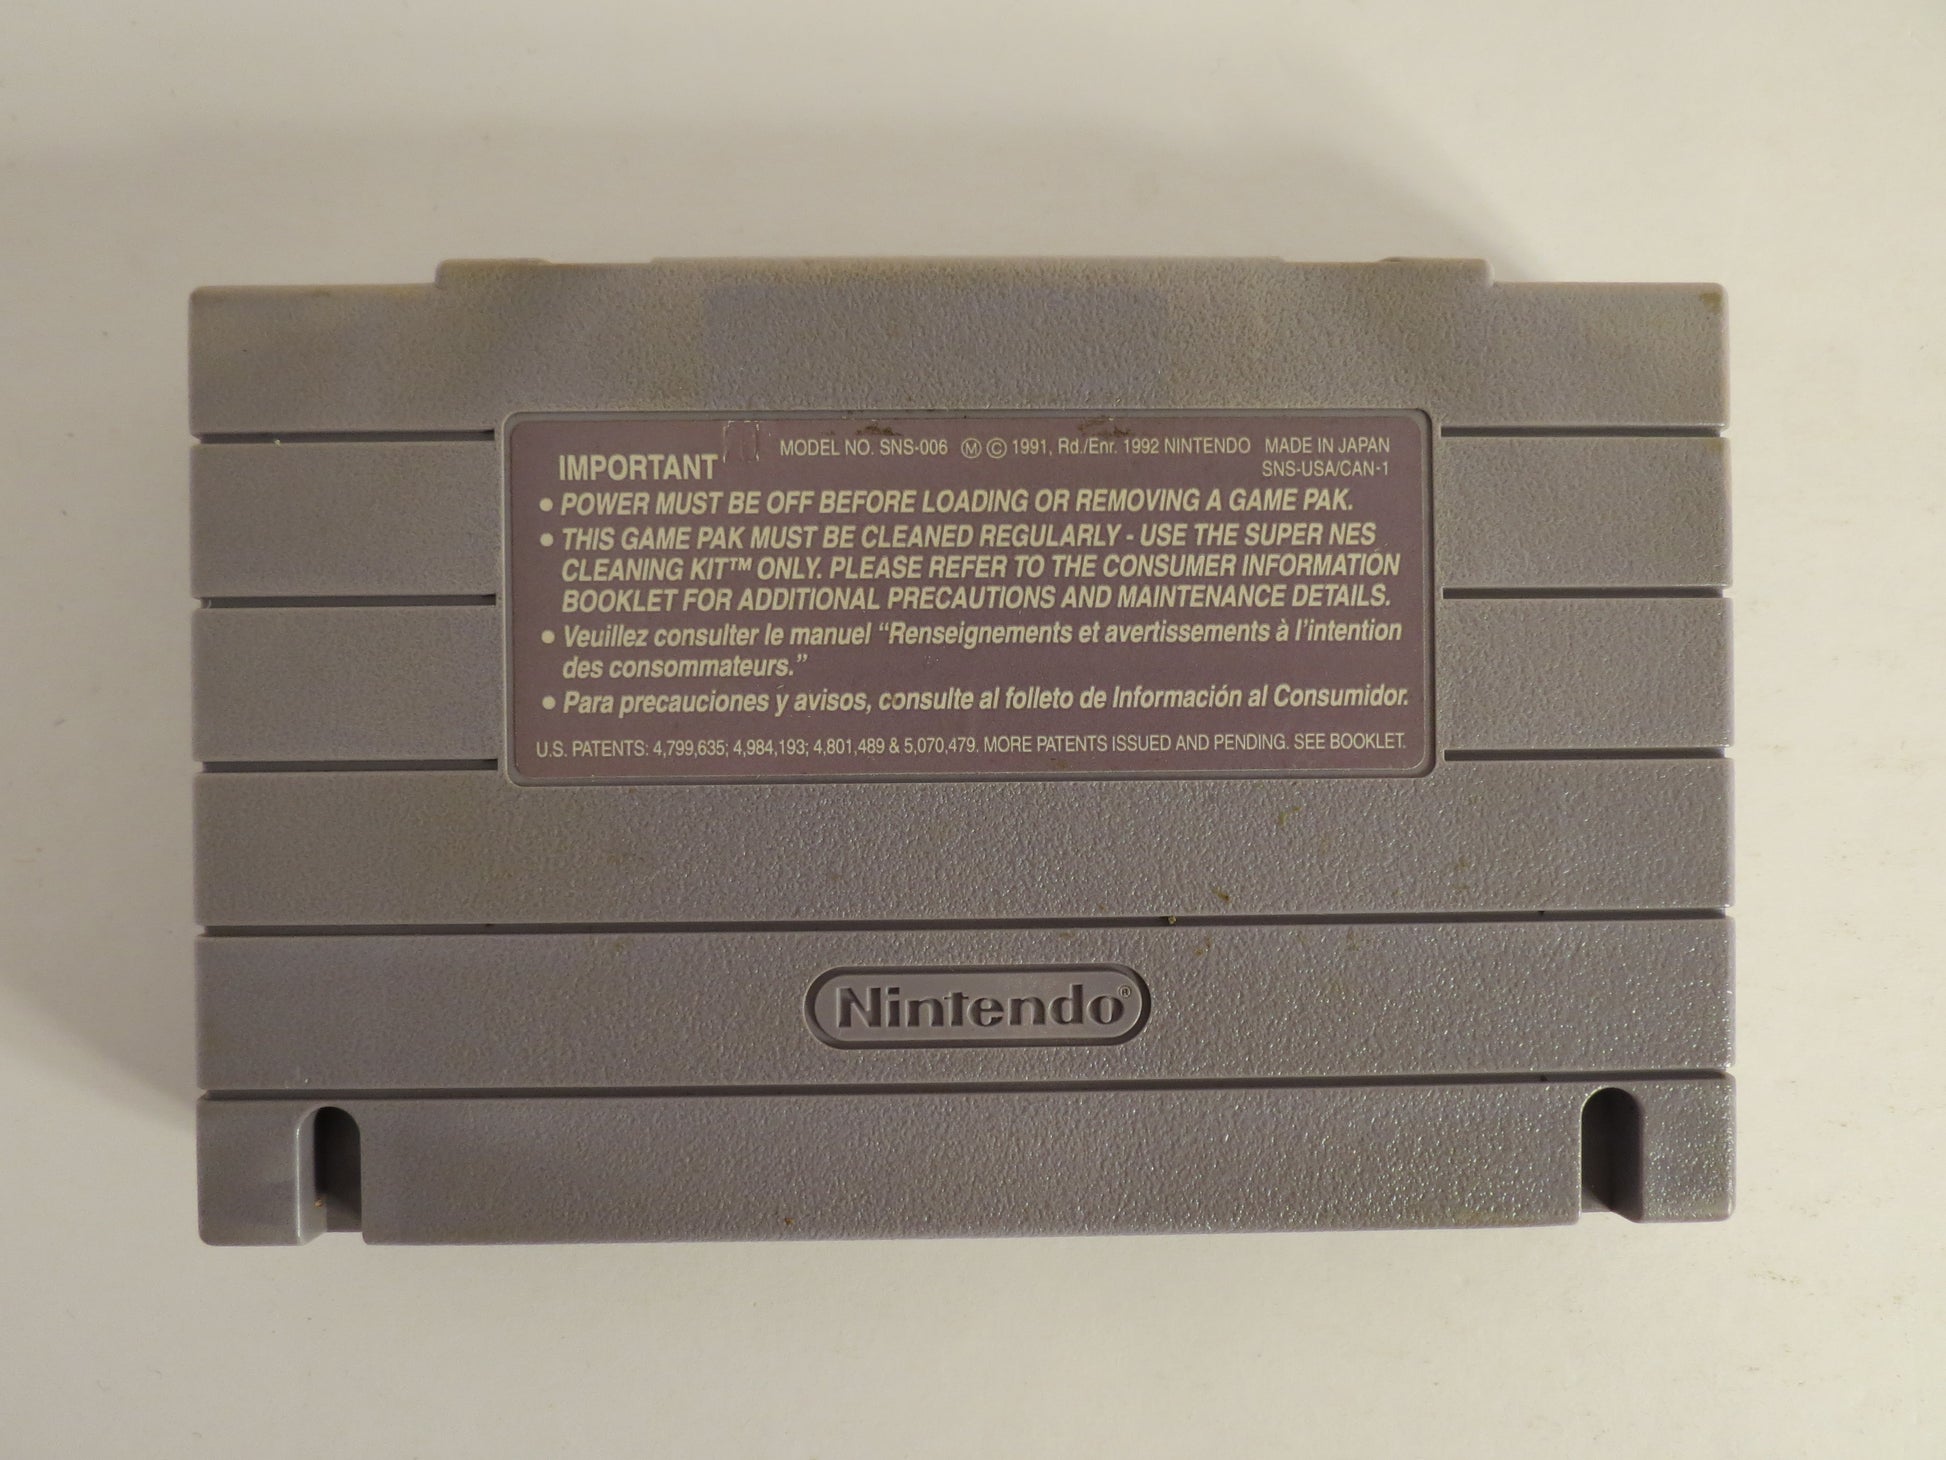 IMPORTANT
MODEL NO. SNS-006 Ⓜ © 1991, Rd./Enr. 1992 NINTENDO MADE IN JAPAN
SNS-USA/CAN-1
• POWER MUST BE OFF BEFORE LOADING OR REMOVING A GAME PAK.
• THIS GAME PAK MUST BE CLEANED REGULARLY - USE THE SUPER NES
CLEANING KIT™ ONLY. PLEASE REFER TO THE CONSUMER INFORMATION
BOOKLET FOR ADDITIONAL PRECAUTIONS AND MAINTENANCE DETAILS.
• Veuillez consulter le manuel “Renseignements et avertissements à l’intention
des consommateurs.”
• Para precauciones y avisos, consulte al folleto de Información al Consumidor.
U.S. PATENTS: 4,799,635; 4,984,193; 4,801,489 & 5,070,479. MORE PATENTS ISSUED AND PENDING. SEE BOOKLET.
Nintendo®